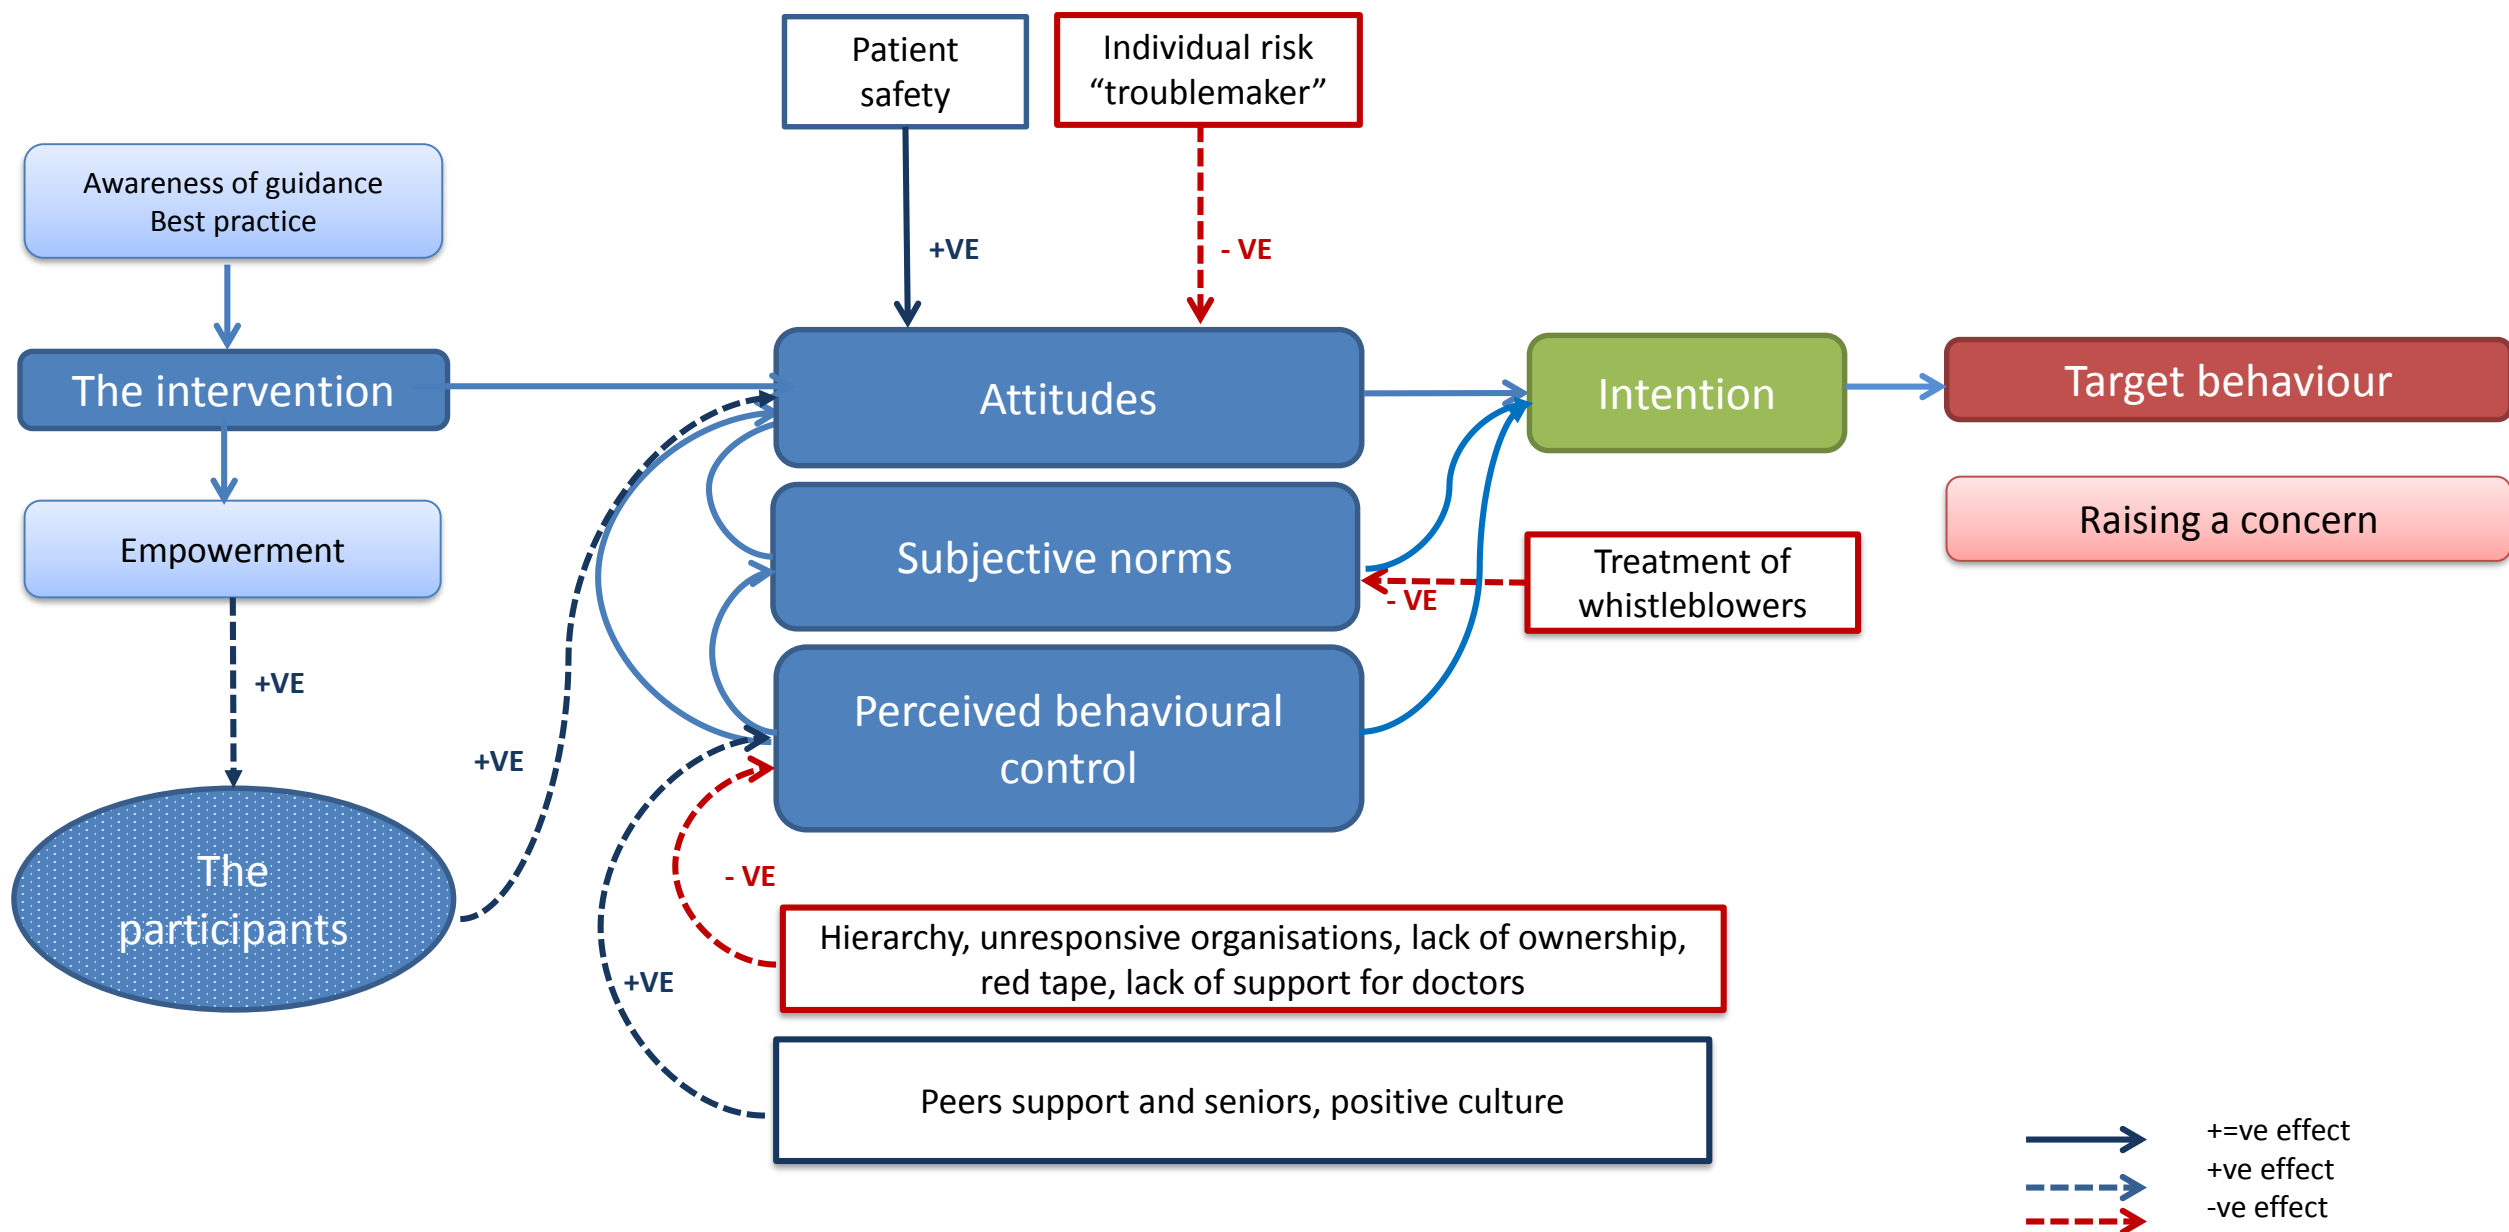 Patient
safety
Individual risk
“troublemaker”
Awareness of guidance
Best practice
+VE
- VE
The intervention
Attitudes
Intention
Target behaviour
Empowerment
Subjective norms
Raising a concern
Treatment of
whistleblowers
- VE
+VE
+VE
Perceived behavioural
control
The
participants
- VE
+VE
Hierarchy, unresponsive organisations, lack of ownership,
red tape, lack of support for doctors
Peers support and seniors, positive culture
+=ve effect
+ve effect
-ve effect